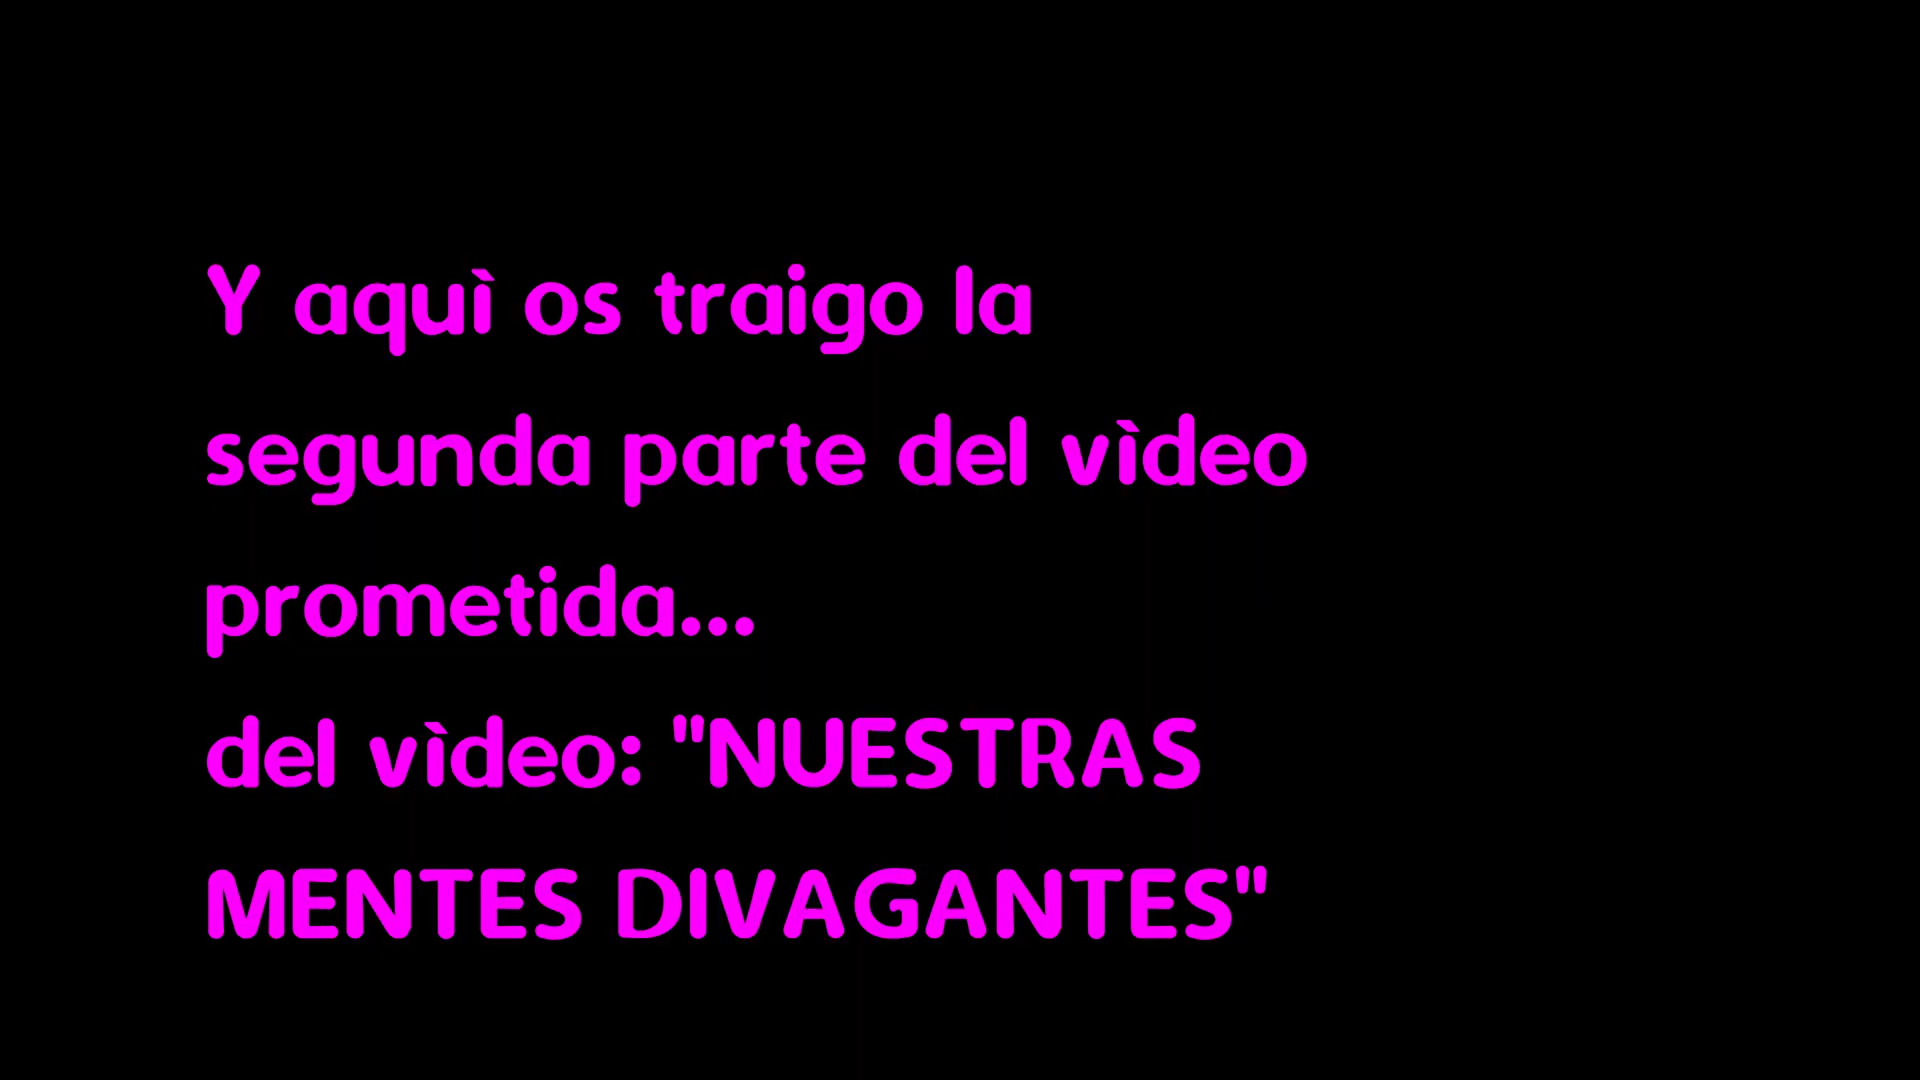 Y aquì os traigo la
segunda parte del vìdeo
prometida...
del vìdeo: "NUESTRAS
MENTES DIVAGANTES"